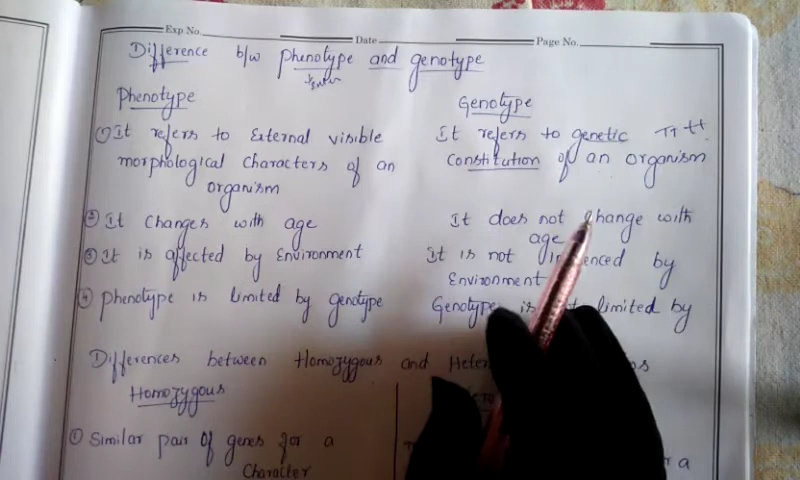 Exp No. Date Page No.
Difference b/w phenotype and genotype
Phenotype Genotype
① It refers to External visible It refers to genetic TT tt
morphological characters of an constitution of an organism
organism
② It changes with age It does not change with
age
③ It is affected by Environment It is not by
Environment
④ phenotype is limited by genotype Genotype is limited by
Differences between Homozygous and
Homozygous
① Similar pair of genes for a
Character a